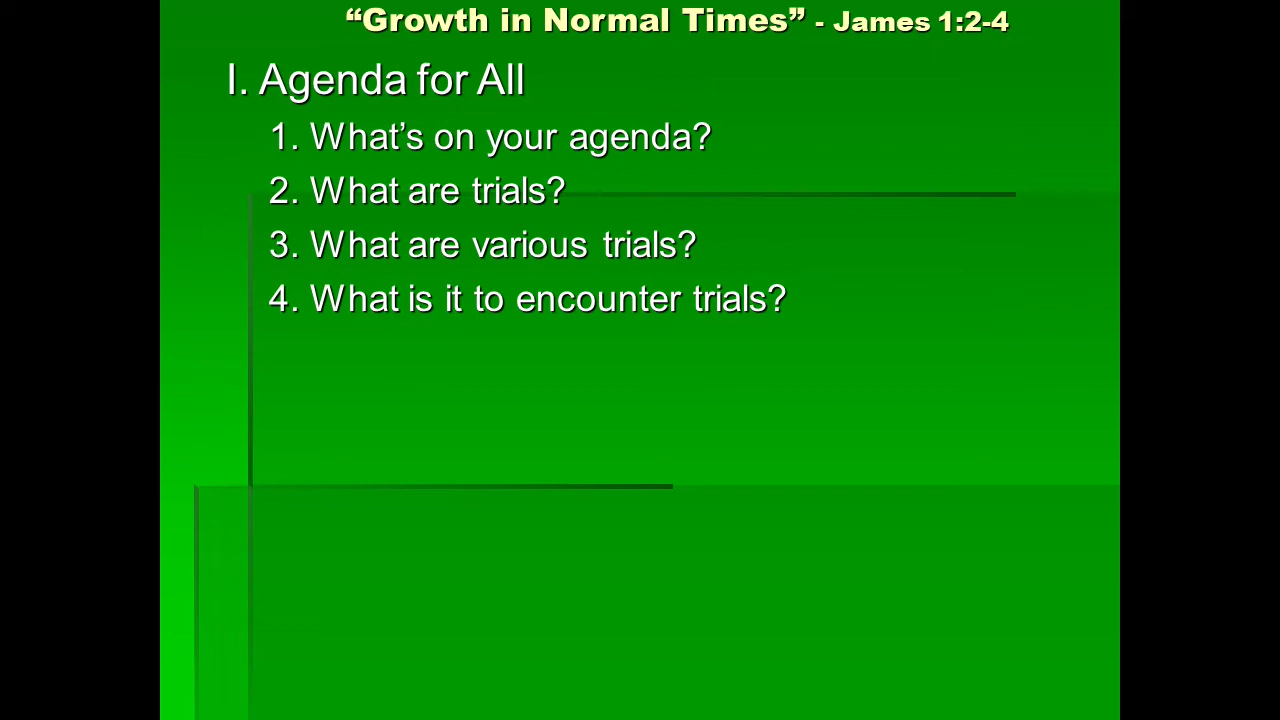 “Growth in Normal Times” - James 1:2-4
I. Agenda for All
1. What’s on your agenda?
2. What are trials?
3. What are various trials?
4. What is it to encounter trials?